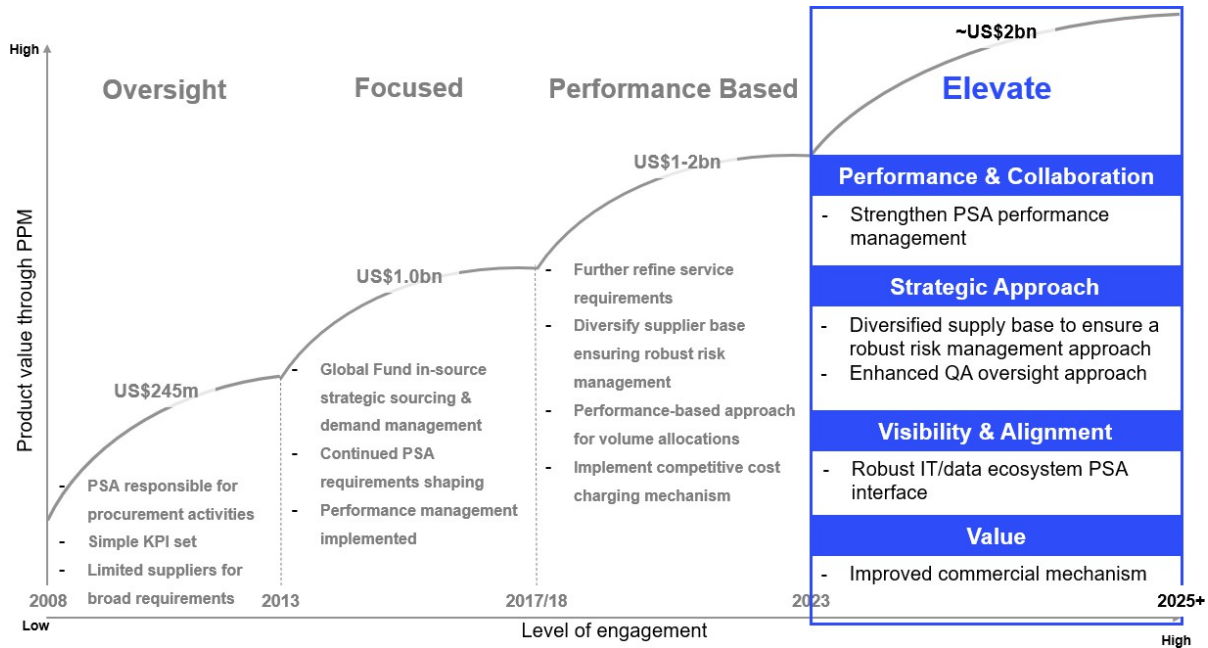 High
Product value through PPM
Oversight
US$245m
- PSA responsible for
procurement activities
- Simple KPI set
- Limited suppliers for
broad requirements
Focused
US$1.0bn
- Global Fund in-source
strategic sourcing &
demand management
- Continued PSA
requirements shaping
- Performance management
implemented
Performance Based
US$1-2bn
- Further refine service
requirements
- Diversify supplier base
ensuring robust risk
management
- Performance-based approach
for volume allocations
- Implement competitive cost
charging mechanism
~US$2bn
Elevate
Performance & Collaboration
- Strengthen PSA performance
management
Strategic Approach
- Diversified supply base to ensure a
robust risk management approach
- Enhanced QA oversight approach
Visibility & Alignment
- Robust IT/data ecosystem PSA
interface
Value
- Improved commercial mechanism
2008
2013
2017/18
2023
2025+
Low
Level of engagement
High